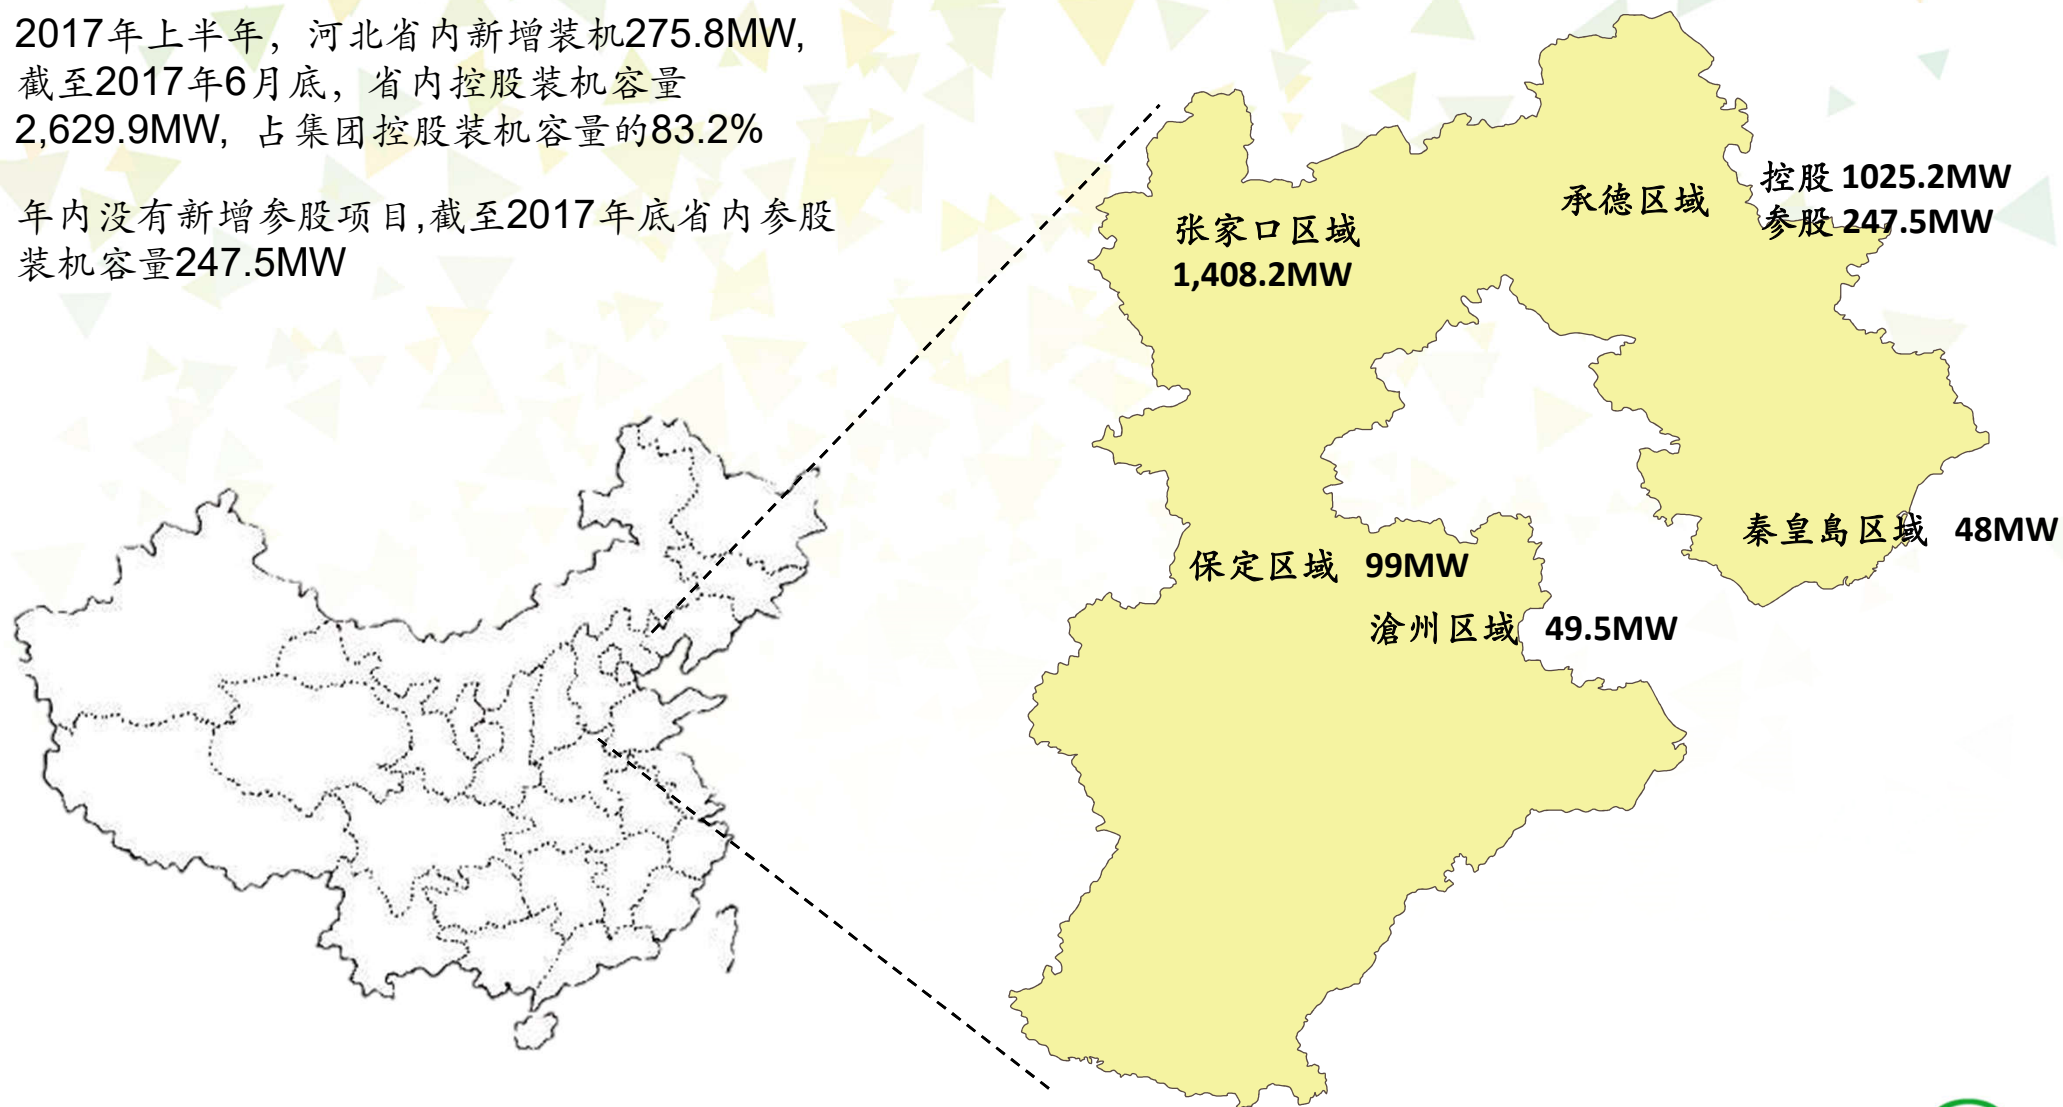 2017年上半年，河北省内新增装机275.8MW,
截至2017年6月底，省内控股装机容量
2,629.9MW, 占集团控股装机容量的83.2%
年内没有新增参股项目,截至2017年底省内参股
装机容量247.5MW
张家口区域
1,408.2MW
承德区域
控股 1025.2MW
参股 247.5MW
秦皇島区域 48MW
保定区域 99MW
滄州区域 49.5MW